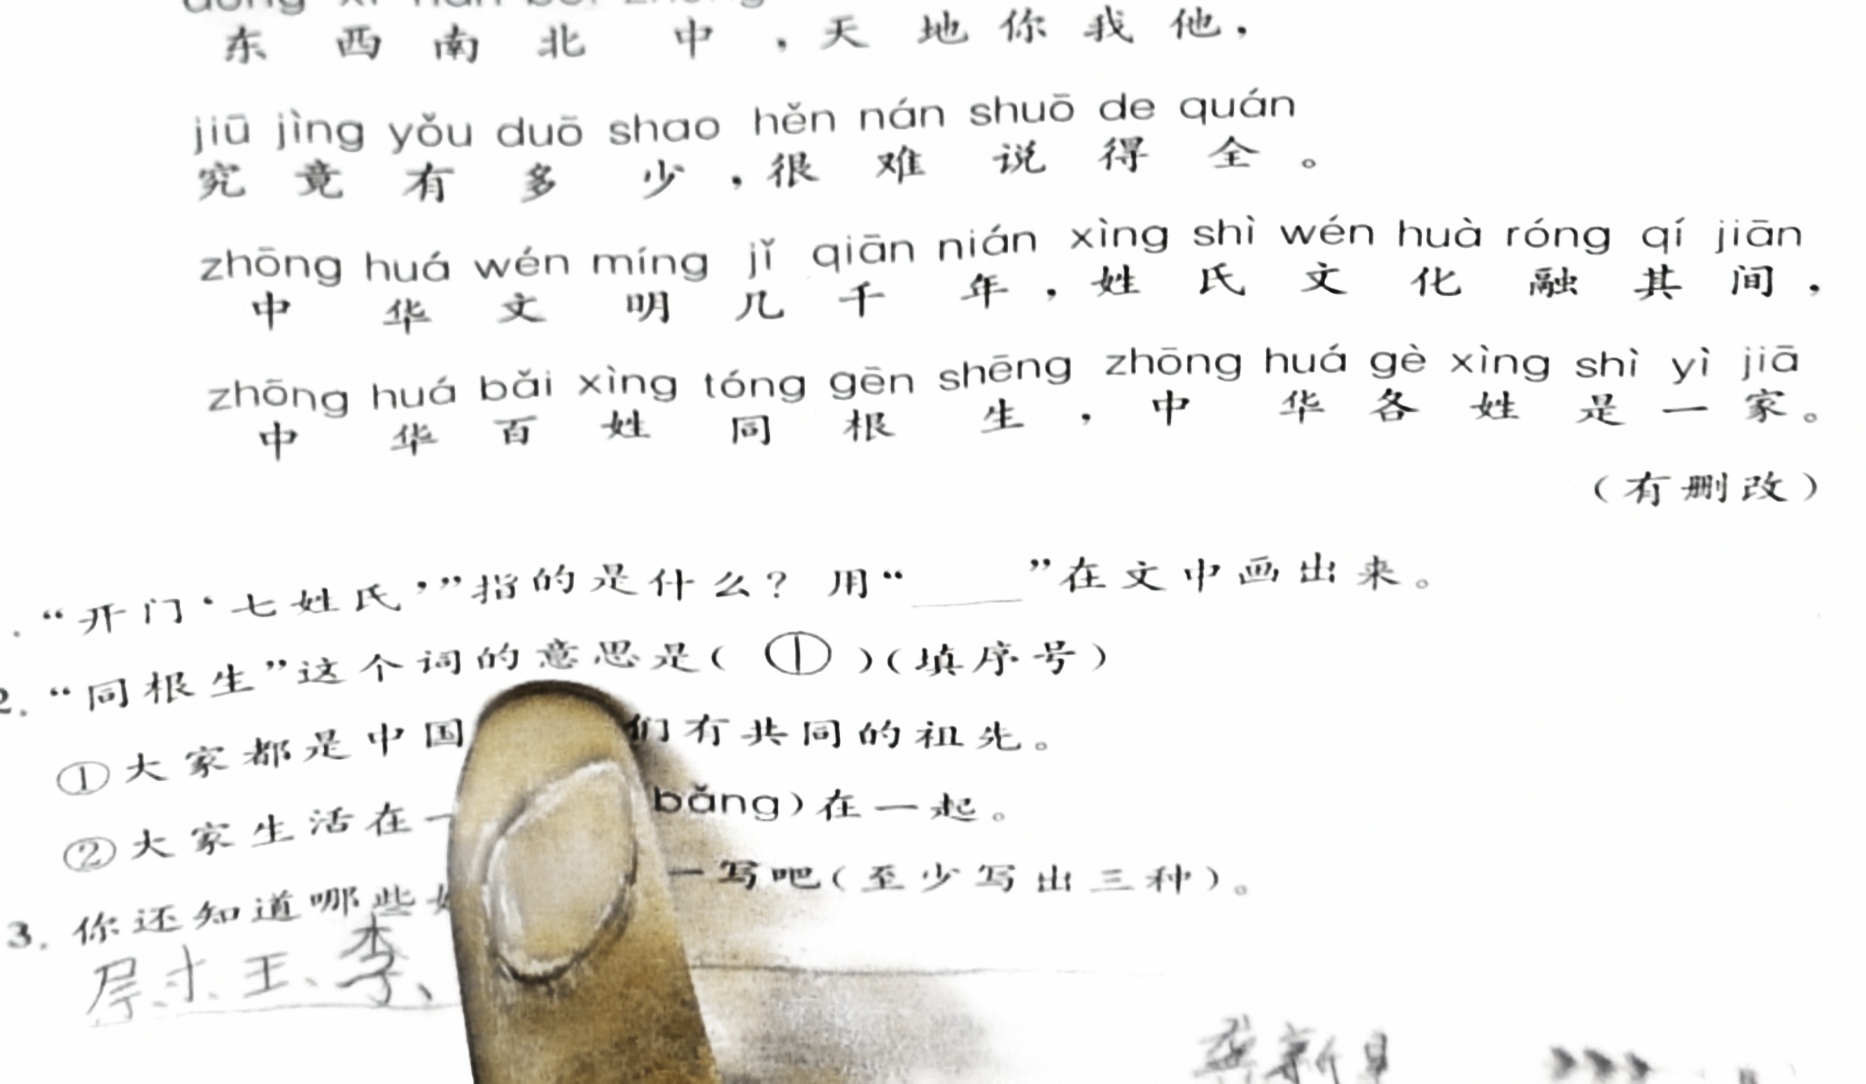 东西南北中，天地你我他，
jiū jìng yǒu duō shao hěn nán shuō de quán
究竟有多少，很难说得全。
zhōng huá wén míng jǐ qiān nián xìng shì wén huà róng qí jiān
中华文明几千年，姓氏文化融其间，
zhōng huá bǎi xìng tóng gēn shēng zhōng huá gè xìng shì yì jiā
中华百姓同根生，中华各姓是一家。
（有删改）
. “开门‘七姓氏’”指的是什么？用“____”在文中画出来。
2. “同根生”这个词的意思是（ ① ）（填序号）
①大家都是中国 们有共同的祖先。
②大家生活在一 bǎng）在一起。
3. 你还知道哪些 一写吧（至少写出三种）。
王、李、